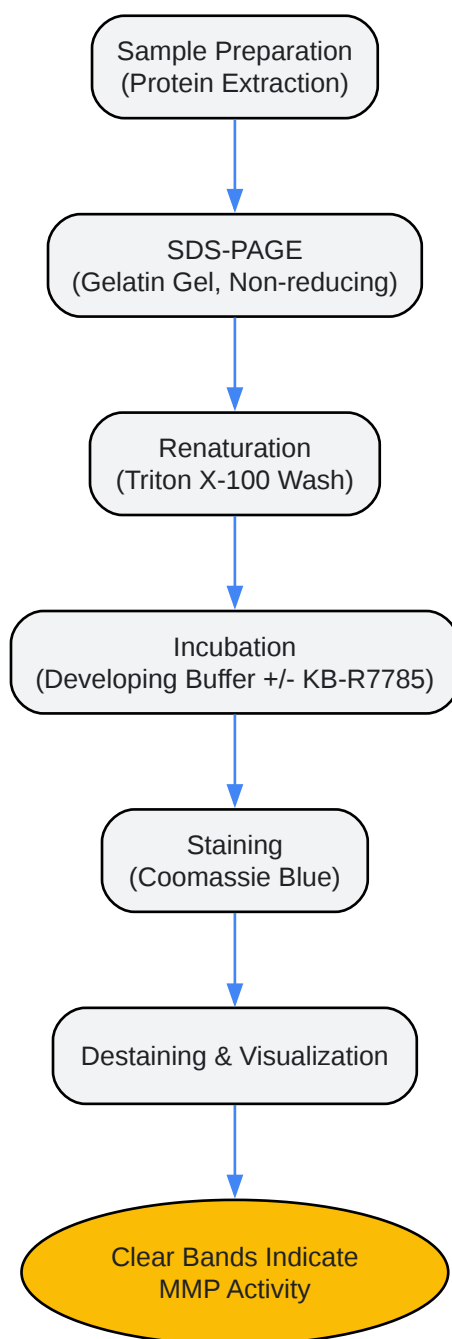 Sample Preparation
(Protein Extraction)
SDS-PAGE
(Gelatin Gel, Non-reducing)
Renaturation
(Triton X-100 Wash)
Incubation
(Developing Buffer +/- KB-R7785)
Staining
(Coomassie Blue)
Destaining & Visualization
Clear Bands Indicate
MMP Activity